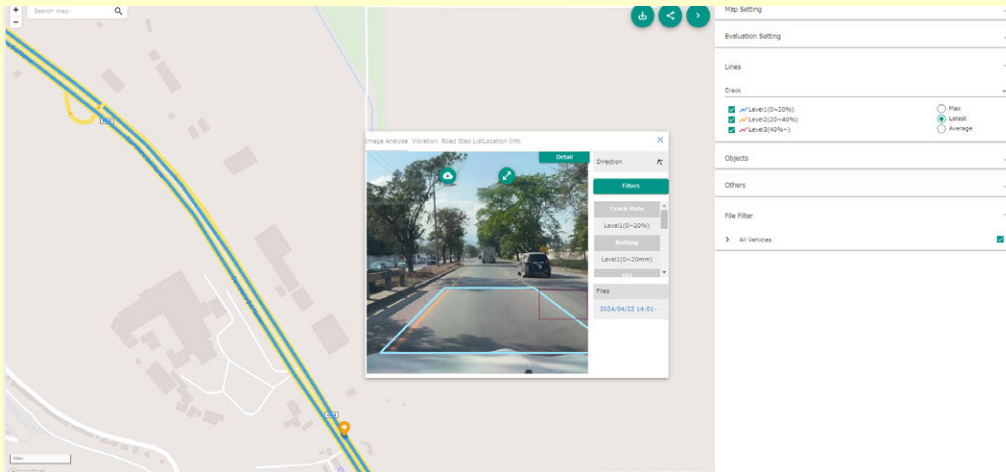 +
Search map
−
Map Setting
Evaluation Setting
Lines
Crack
Level1(0~20%)
Level2(20~40%)
Level3(40%~)
Max
Latest
Average
Objects
Others
File Filter
All Vehicles
Image Analyse Vibration Road Step ListLocation Info
Detail
Direction
Filters
Crack Rate
Level1(0~20%)
Rutting
Level1(0~20mm)
IRI
Files
2024/04/22 14:01...